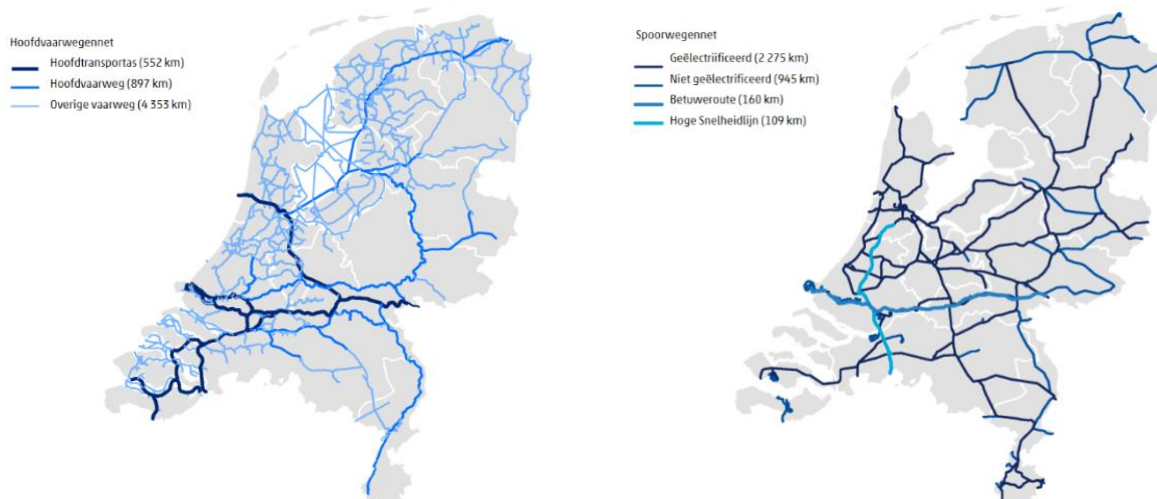 Hoofdvaarwegennet
Hoofdtransportas (552 km)
Hoofdvaarweg (897 km)
Overige vaarweg (4 353 km)
Spoorwegennet
Geëlectriificeerd (2 275 km)
Niet geëlectrificeerd (945 km)
Betuweroute (160 km)
Hoge Snelheidlijn (109 km)